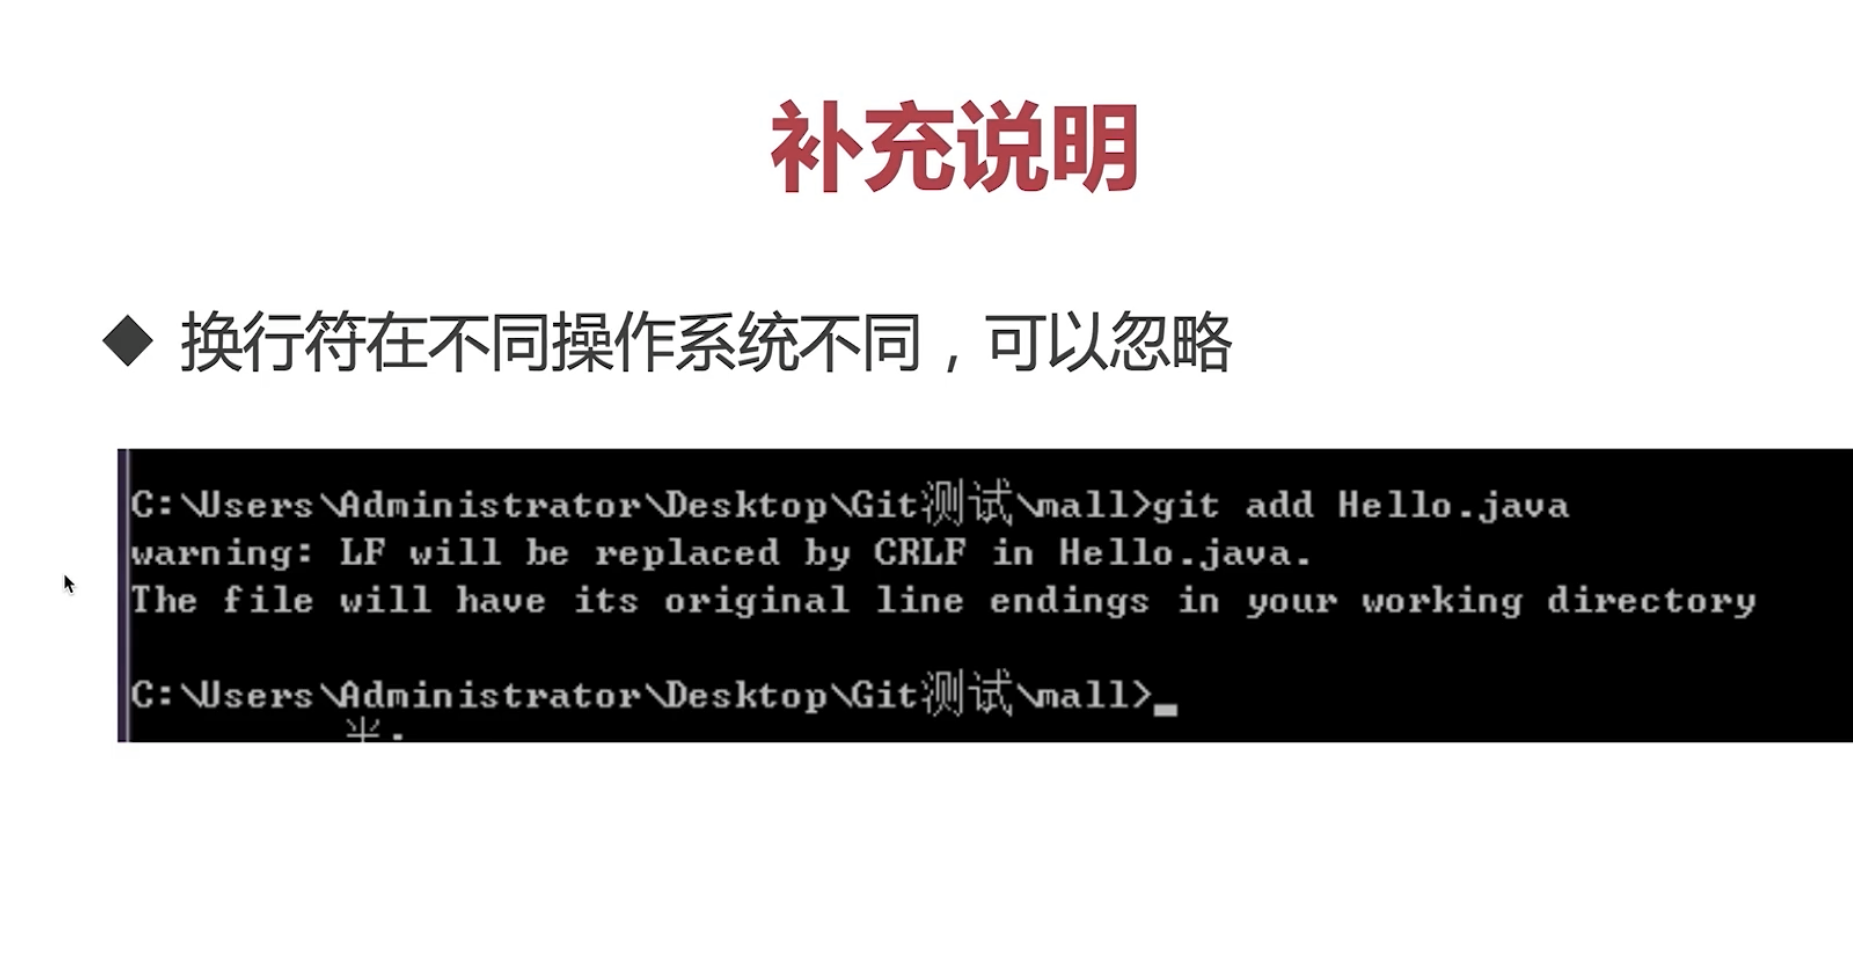 补充说明
◆ 换行符在不同操作系统不同，可以忽略
C:\Users\Administrator\Desktop\Git测试\mall>git add Hello.java
warning: LF will be replaced by CRLF in Hello.java.
The file will have its original line endings in your working directory
C:\Users\Administrator\Desktop\Git测试\mall>_